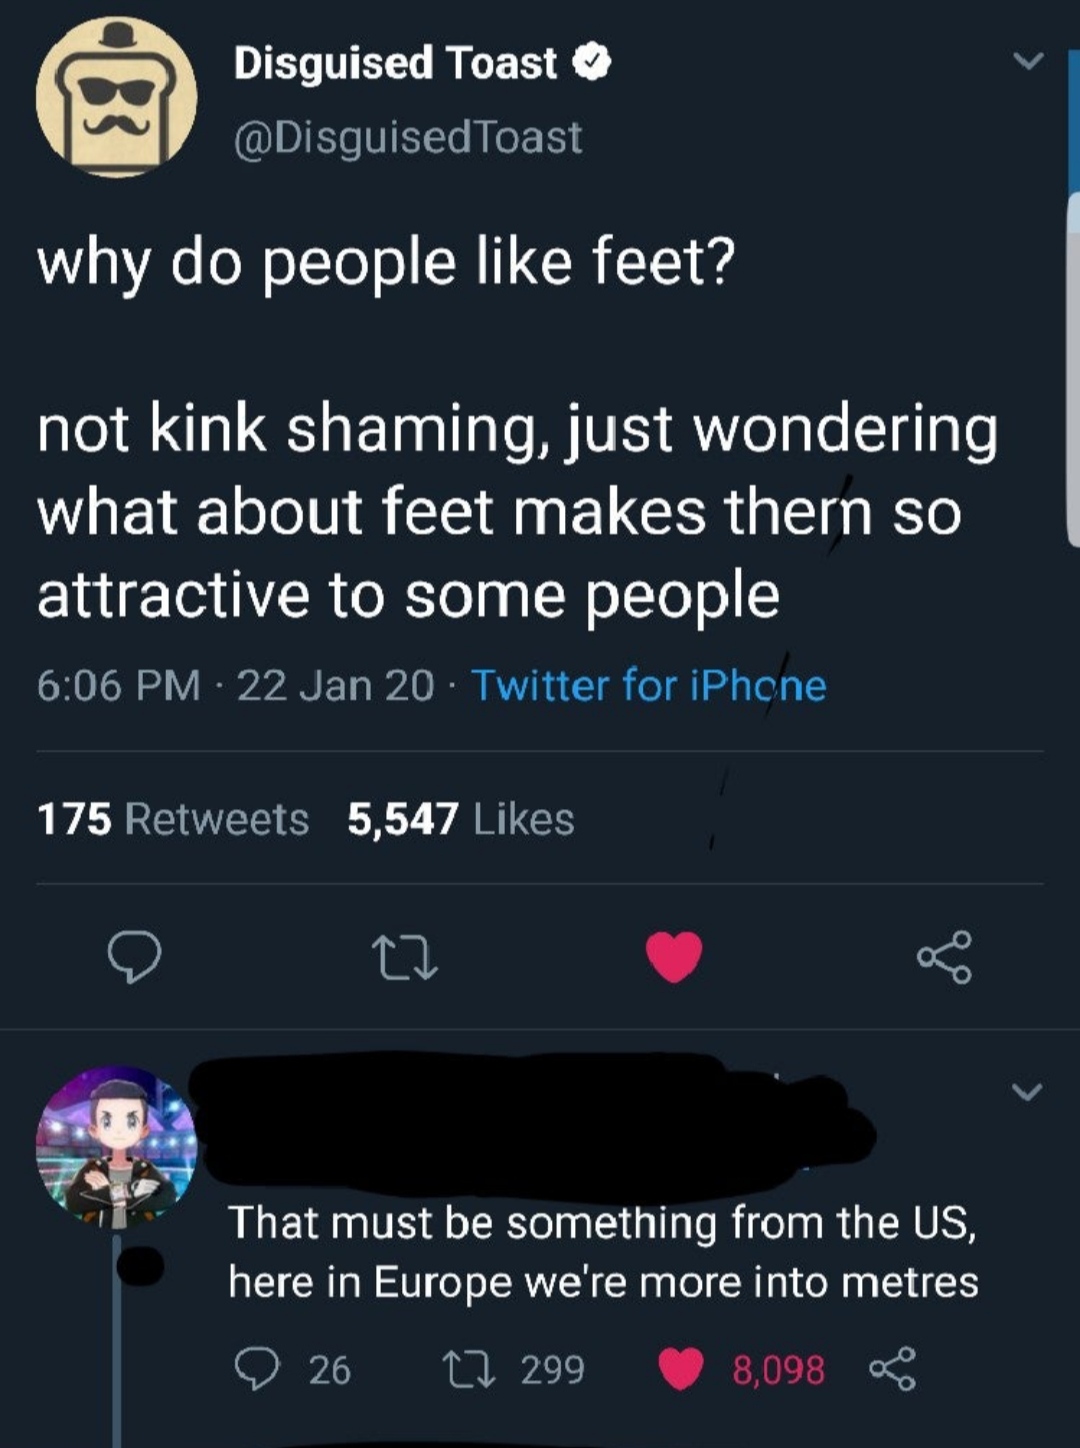 Disguised Toast
@DisguisedToast
why do people like feet?
not kink shaming, just wondering
what about feet makes them so
attractive to some people
6:06 PM · 22 Jan 20 · Twitter for iPhone
175 Retweets 5,547 Likes
That must be something from the US,
here in Europe we're more into metres
26 299 8,098